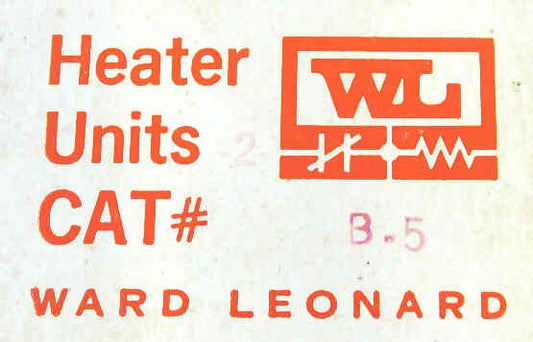 Heater
Units -2
CAT#
WL
B.5
WARD LEONARD